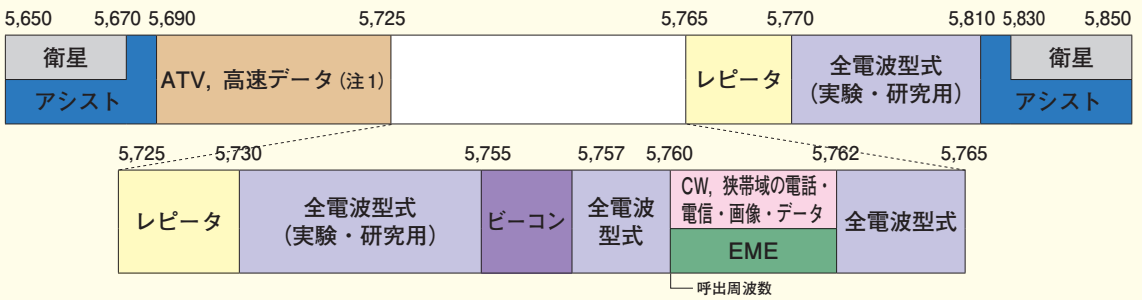 5,650 5,670 5,690 5,725 5,765 5,770 5,810 5,830 5,850
衛星
アシスト
ATV, 高速データ(注1)
レピータ
全電波型式
(実験・研究用)
衛星
アシスト
5,725 5,730 5,755 5,757 5,760 5,762 5,765
レピータ
全電波型式
(実験・研究用)
ビーコン
全電波
型式
CW, 狭帯域の電話・
電信・画像・データ
EME
全電波型式
呼出周波数